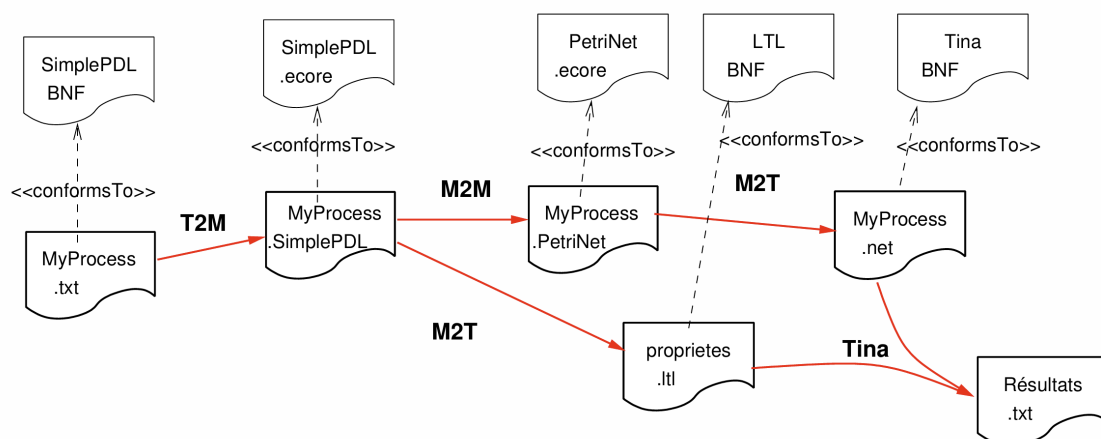 SimplePDL
BNF
SimplePDL
.ecore
PetriNet
.ecore
LTL
BNF
Tina
BNF
<<conformsTo>>
<<conformsTo>>
<<conformsTo>>
<<conformsTo>>
<<conformsTo>>
T2M
M2M
M2T
MyProcess
.txt
MyProcess
.SimplePDL
MyProcess
.PetriNet
MyProcess
.net
M2T
proprietes
.ltl
Tina
Résultats
.txt